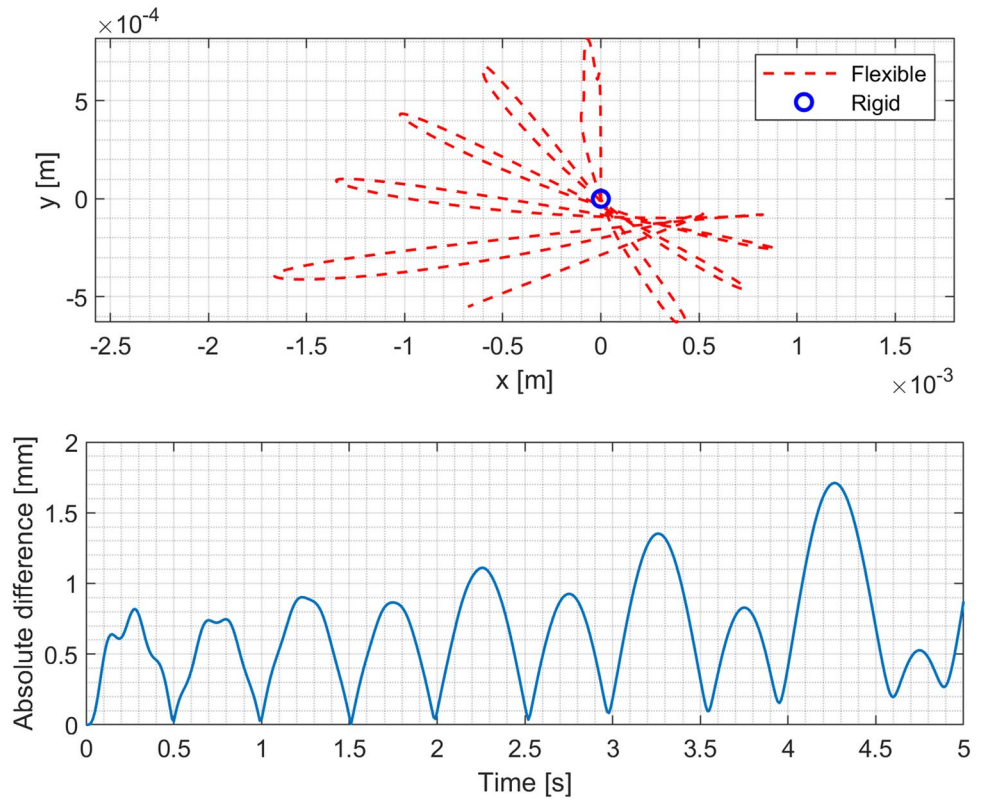 ×10-4
5
0
-5
y [m]
Flexible
Rigid
-2.5 -2 -1.5 -1 -0.5 0 0.5 1 1.5
x [m]
×10-3
2
1.5
1
0.5
0
Absolute difference [mm]
0 0.5 1 1.5 2 2.5 3 3.5 4 4.5 5
Time [s]